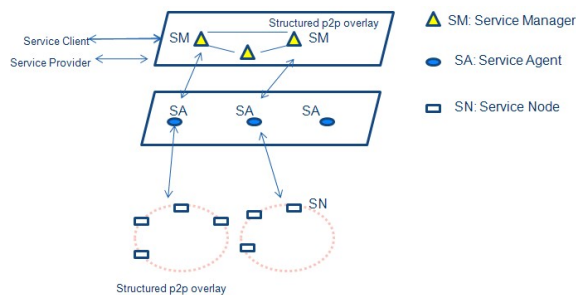 Structured p2p overlay
SM: Service Manager
Service Client
SM
SM
Service Provider
SA: Service Agent
SA
SA
SA
SN: Service Node
SN
Structured p2p overlay